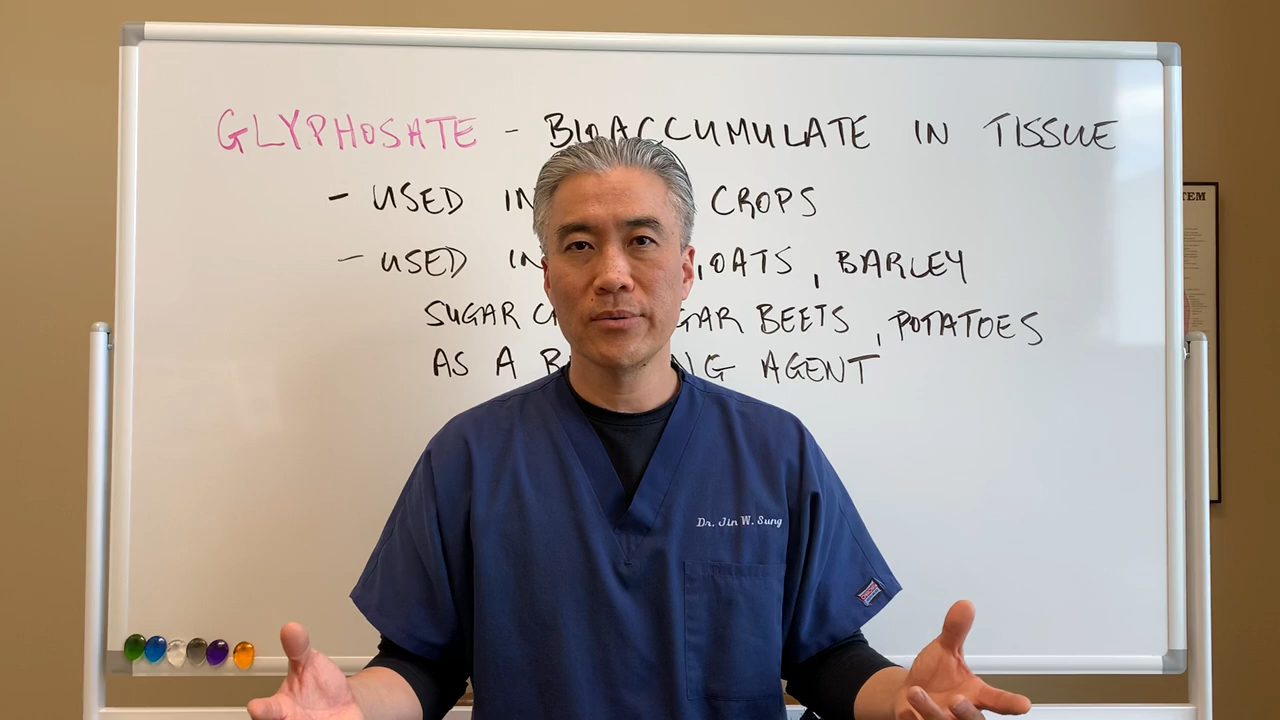 GLYPHOSATE - BIOACCUMULATE IN TISSUE
- USED IN CROPS
- USED IN , OATS , BARLEY
SUGAR BEETS , POTATOES
AS A AGENT
Dr. Jin W. Sung